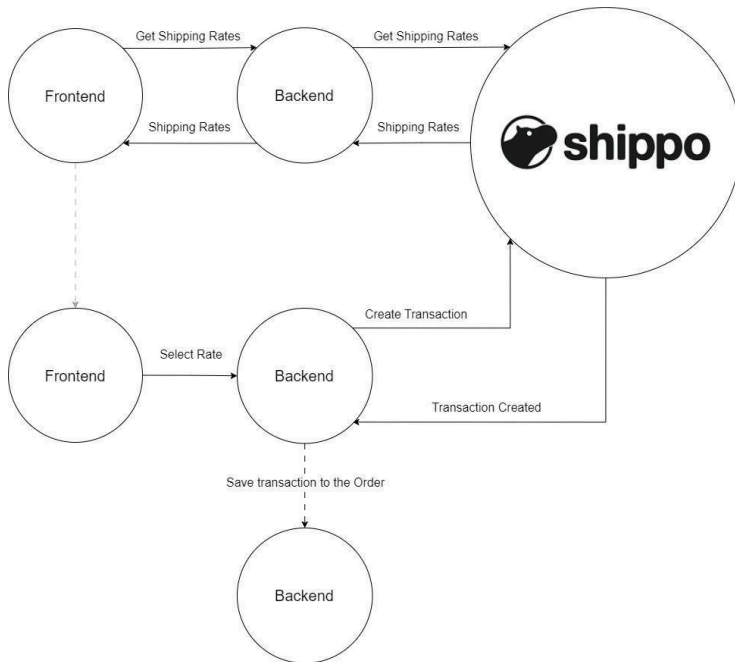 Get Shipping Rates
Get Shipping Rates
Frontend
Backend
Shipping Rates
Shipping Rates
shippo
Create Transaction
Select Rate
Frontend
Backend
Transaction Created
Save transaction to the Order
Backend